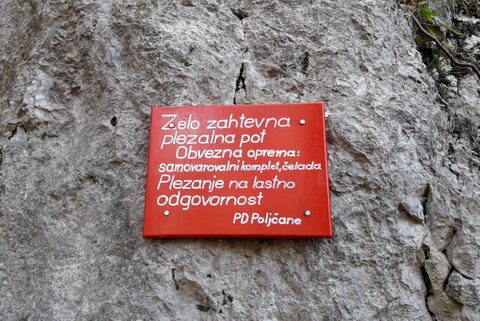 Zelo zahtevna
plezalna pot
Obvezna oprema:
samovarovalni komplet, čelada
Plezanje na lastno
odgovornost
PD Poljčane